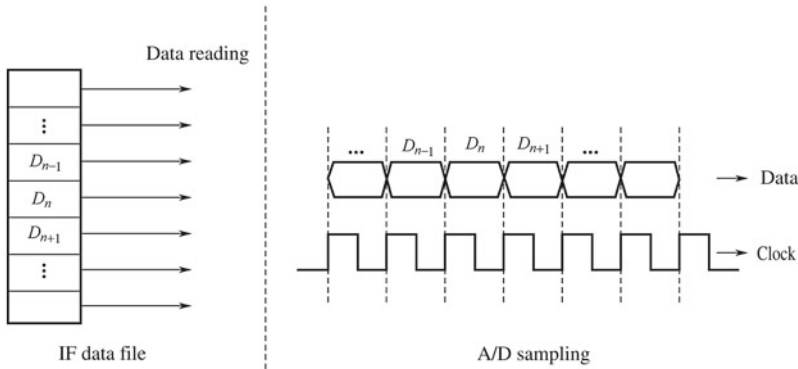 Data reading
⋮
D_{n-1}
D_n
D_{n+1}
⋮
IF data file
... D_{n-1} D_n D_{n+1} ...
Data
Clock
A/D sampling